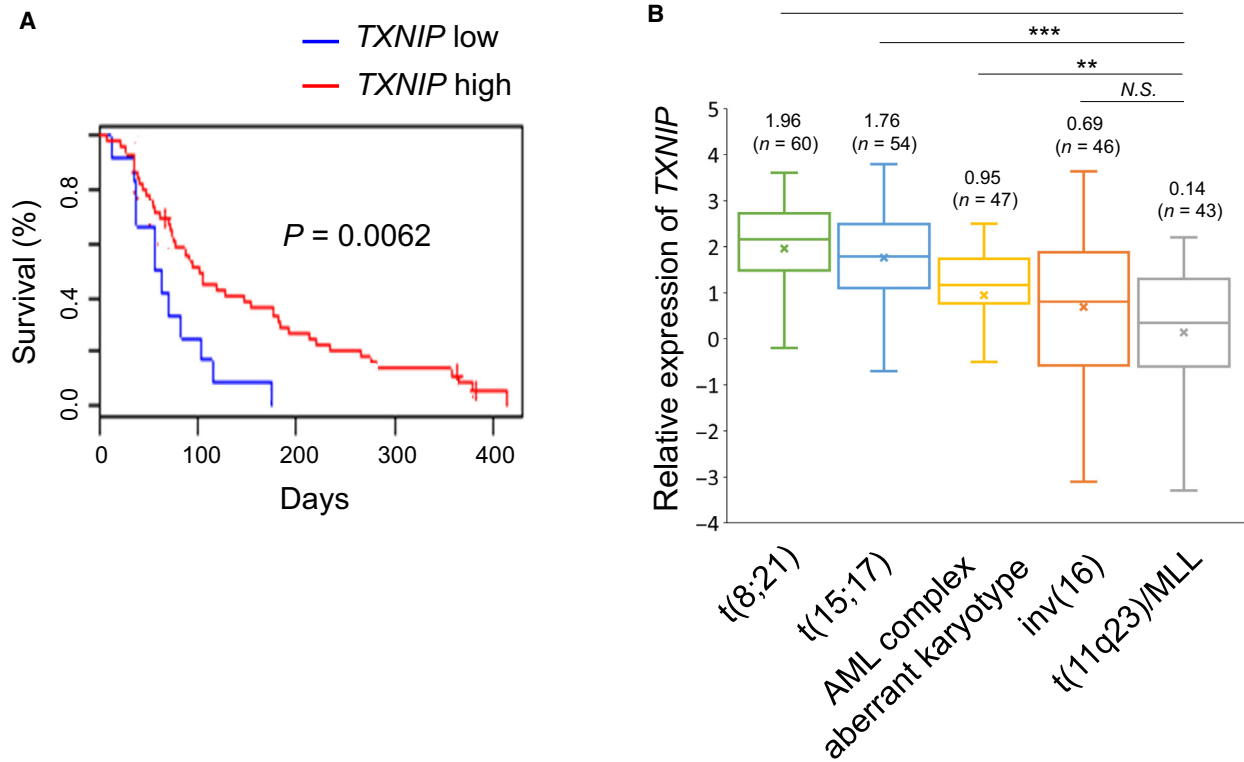 A
TXNIP low
TXNIP high
Survival (%)
0.8
0.4
0.0
P = 0.0062
0 100 200 300 400
Days
B
***
**
N.S.
Relative expression of TXNIP
5
4
3
2
1
0
−1
−2
−3
−4
1.96
(n = 60)
1.76
(n = 54)
0.95
(n = 47)
0.69
(n = 46)
0.14
(n = 43)
t(8;21)
t(15;17)
AML complex
aberrant karyotype
inv(16)
t(11q23)/MLL